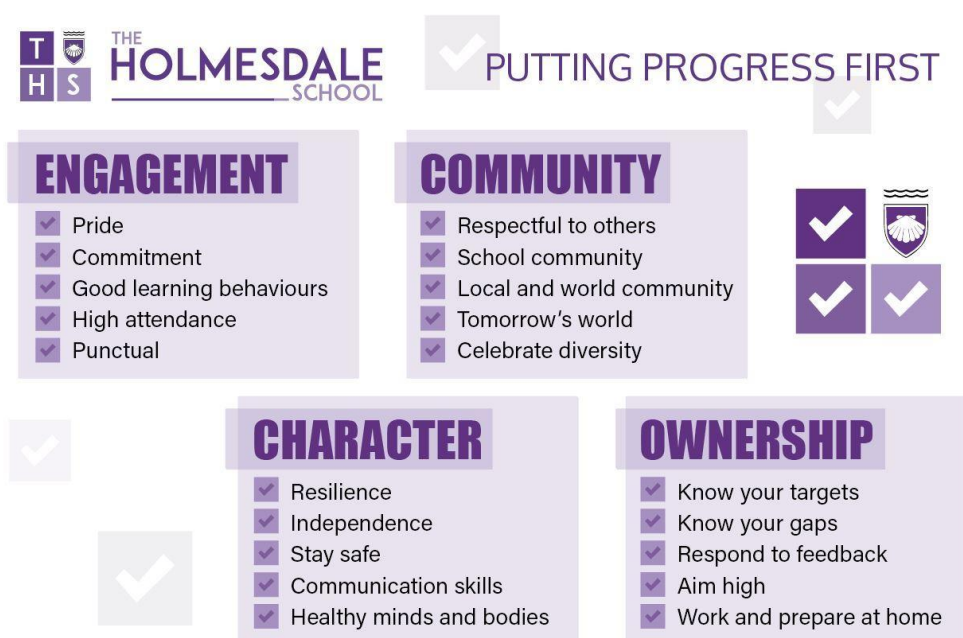 T
H S
THE
HOLMESDALE
SCHOOL
PUTTING PROGRESS FIRST
ENGAGEMENT
Pride
Commitment
Good learning behaviours
High attendance
Punctual
COMMUNITY
Respectful to others
School community
Local and world community
Tomorrow's world
Celebrate diversity
CHARACTER
Resilience
Independence
Stay safe
Communication skills
Healthy minds and bodies
OWNERSHIP
Know your targets
Know your gaps
Respond to feedback
Aim high
Work and prepare at home